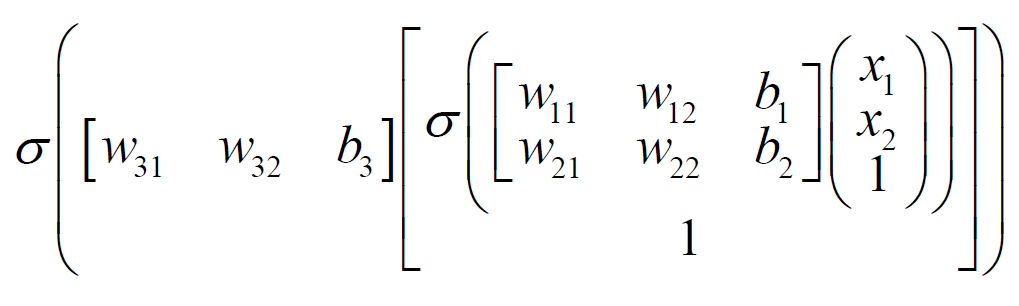 σ([w₃₁ w₃₂ b₃][σ([w₁₁ w₁₂ b₁
w₂₁ w₂₂ b₂](x₁
x₂
1))
1])